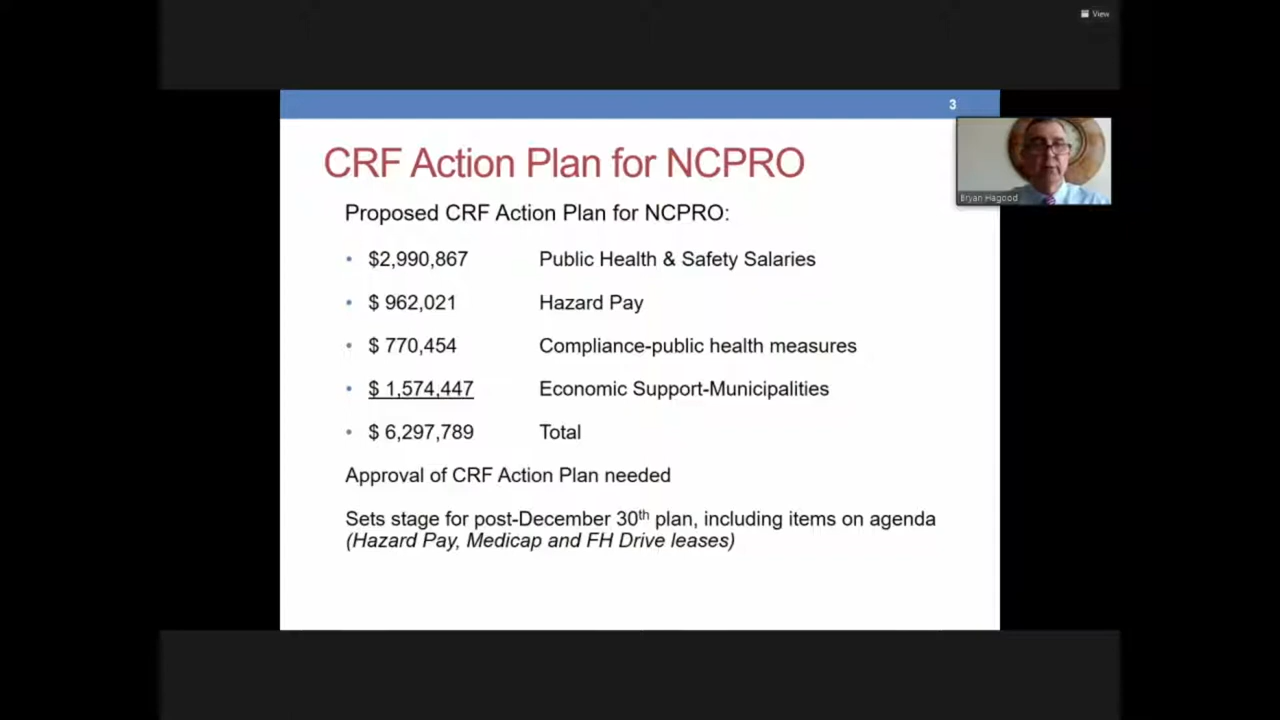 View
3
CRF Action Plan for NCPRO
Bryan Hagood
Proposed CRF Action Plan for NCPRO:
• $2,990,867 Public Health & Safety Salaries
• $ 962,021 Hazard Pay
• $ 770,454 Compliance-public health measures
• $ 1,574,447 Economic Support-Municipalities
• $ 6,297,789 Total
Approval of CRF Action Plan needed
Sets stage for post-December 30th plan, including items on agenda
(Hazard Pay, Medicap and FH Drive leases)